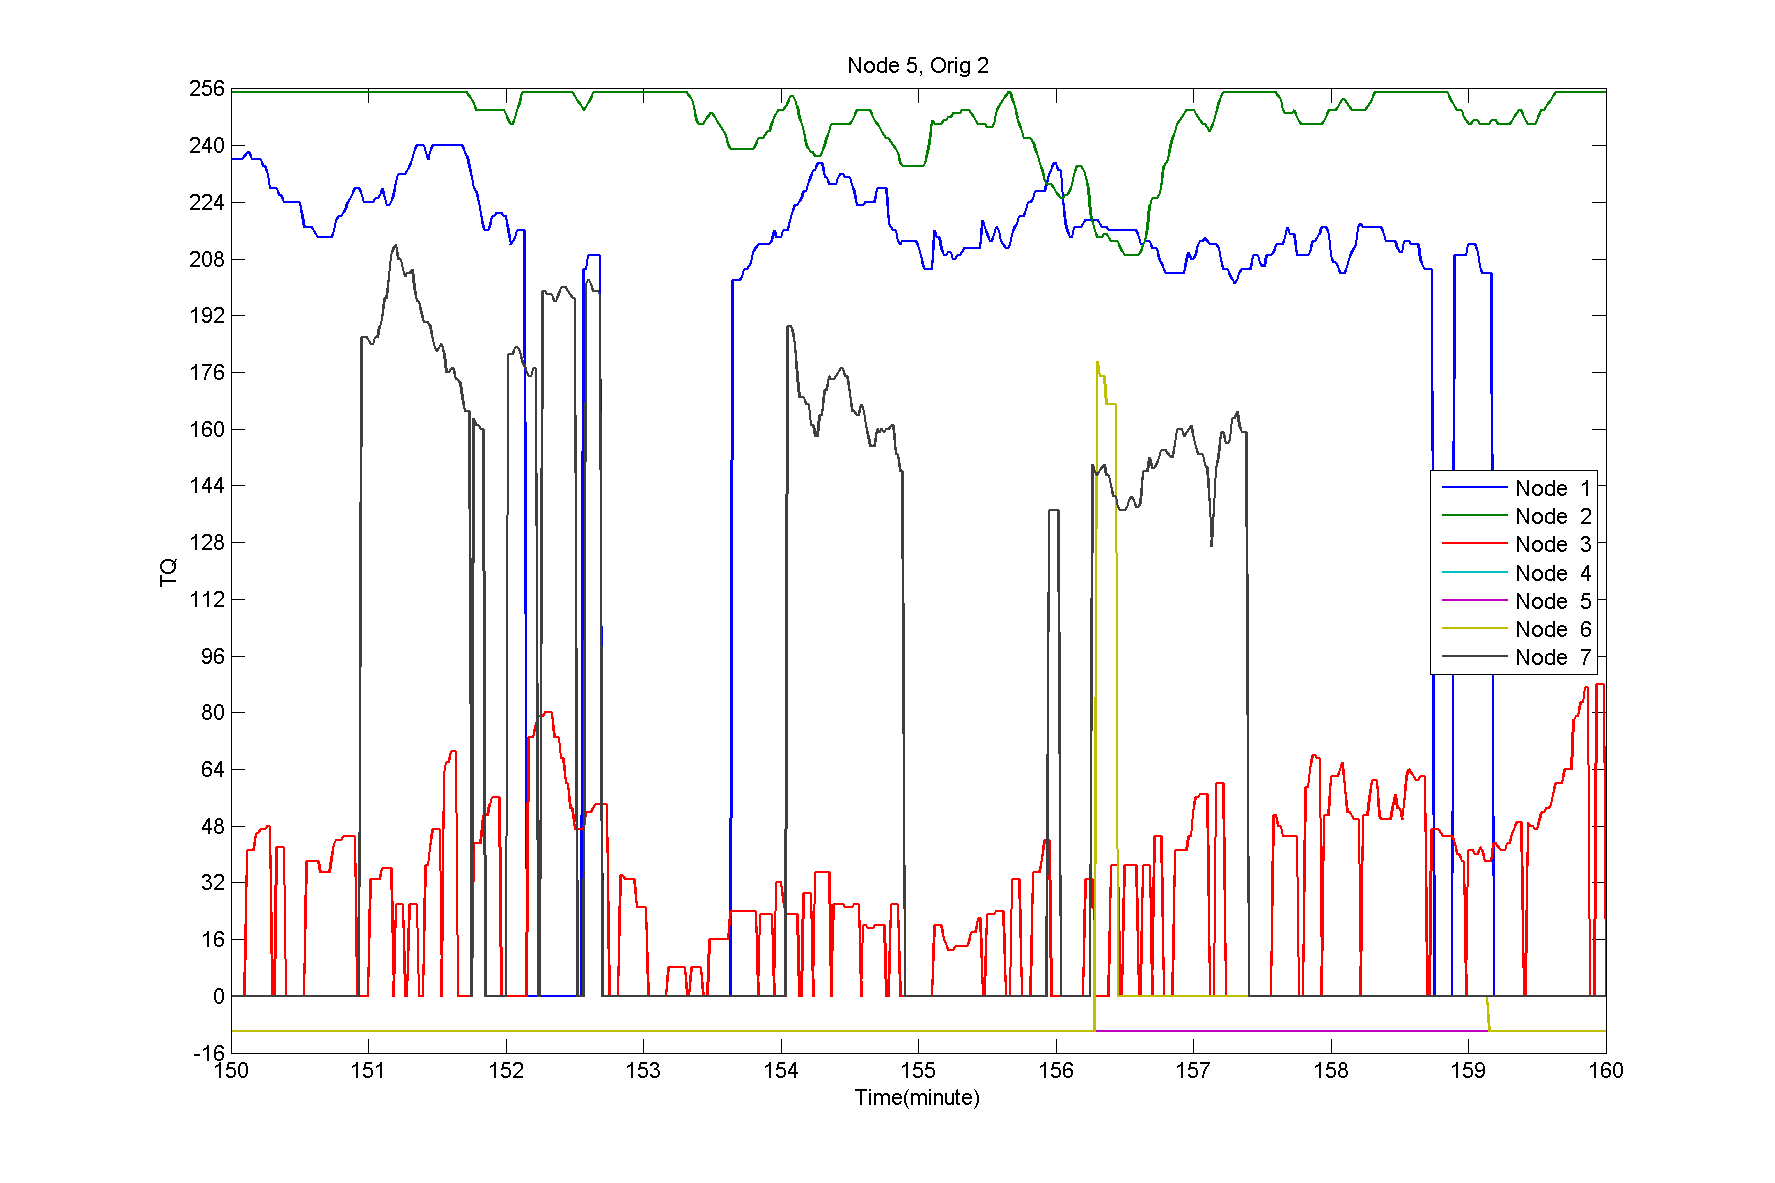 Node 5, Orig 2
256
240
224
208
192
176
160
144
128
112
96
80
64
48
32
16
0
-16
TQ
Node 1
Node 2
Node 3
Node 4
Node 5
Node 6
Node 7
150 151 152 153 154 155 156 157 158 159 160
Time(minute)